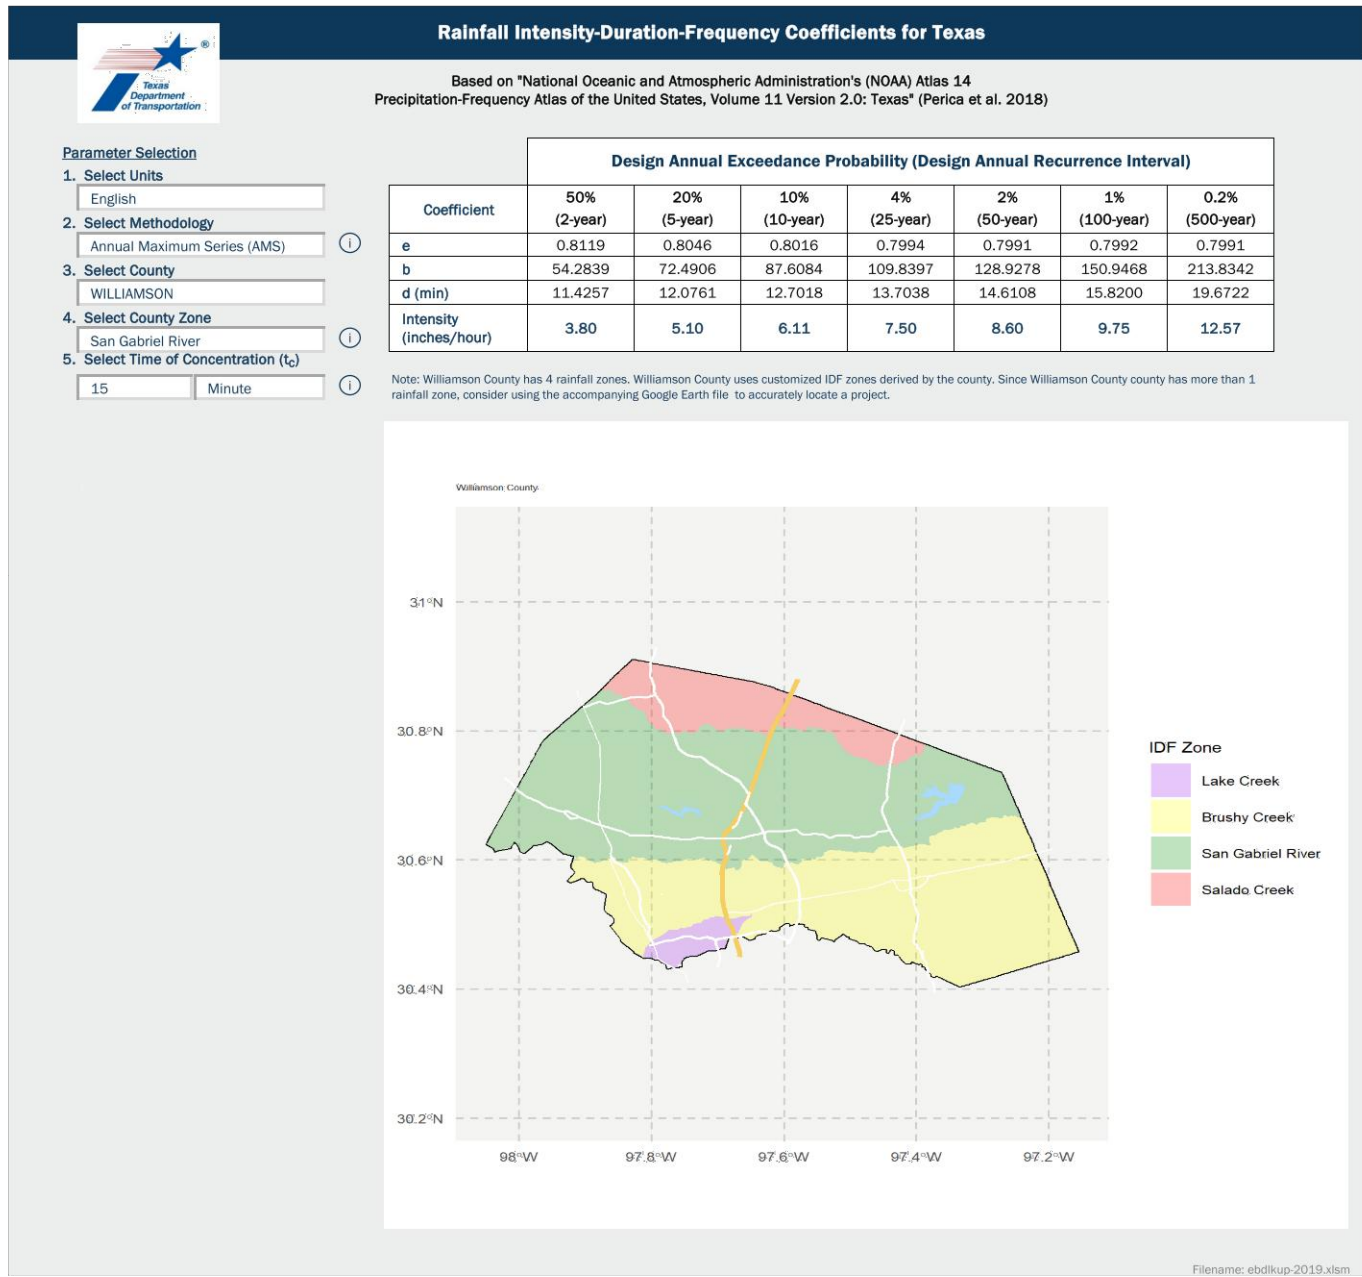 Rainfall Intensity-Duration-Frequency Coefficients for Texas
®
Texas
Department
of Transportation
Based on "National Oceanic and Atmospheric Administration's (NOAA) Atlas 14
Precipitation-Frequency Atlas of the United States, Volume 11 Version 2.0: Texas" (Perica et al. 2018)
Parameter Selection
1. Select Units
English
2. Select Methodology
Annual Maximum Series (AMS)
i
3. Select County
WILLIAMSON
4. Select County Zone
San Gabriel River
i
5. Select Time of Concentration (tc)
15 Minute
i
Design Annual Exceedance Probability (Design Annual Recurrence Interval)
Coefficient
50% 20% 10% 4% 2% 1% 0.2%
(2-year) (5-year) (10-year) (25-year) (50-year) (100-year) (500-year)
e 0.8119 0.8046 0.8016 0.7994 0.7991 0.7992 0.7991
b 54.2839 72.4906 87.6084 109.8397 128.9278 150.9468 213.8342
d (min) 11.4257 12.0761 12.7018 13.7038 14.6108 15.8200 19.6722
Intensity
(inches/hour)
3.80 5.10 6.11 7.50 8.60 9.75 12.57
Note: Williamson County has 4 rainfall zones. Williamson County uses customized IDF zones derived by the county. Since Williamson County county has more than 1
rainfall zone, consider using the accompanying Google Earth file to accurately locate a project.
Williamson County
31°N
30.8°N
30.6°N
30.4°N
30.2°N
98°W 97.8°W 97.6°W 97.4°W 97.2°W
IDF Zone
Lake Creek
Brushy Creek
San Gabriel River
Salado Creek
Filename: ebdlkup-2019.xlsm